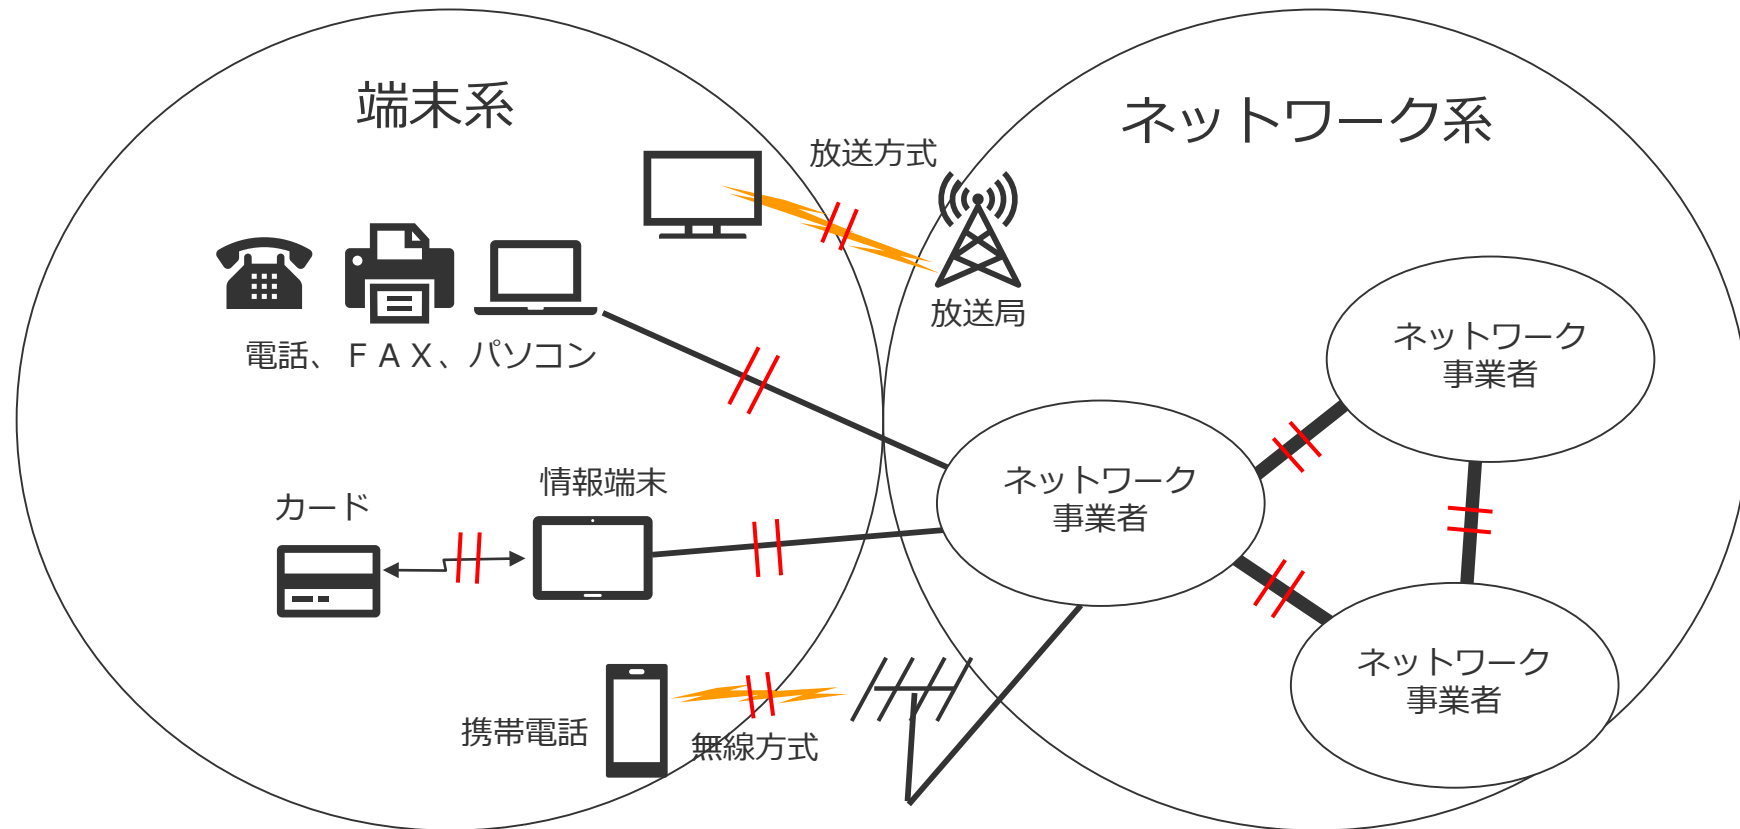 端末系
ネットワーク系
放送方式
放送局
電話、ＦＡＸ、パソコン
ネットワーク
事業者
カード
情報端末
ネットワーク
事業者
携帯電話
無線方式
ネットワーク
事業者